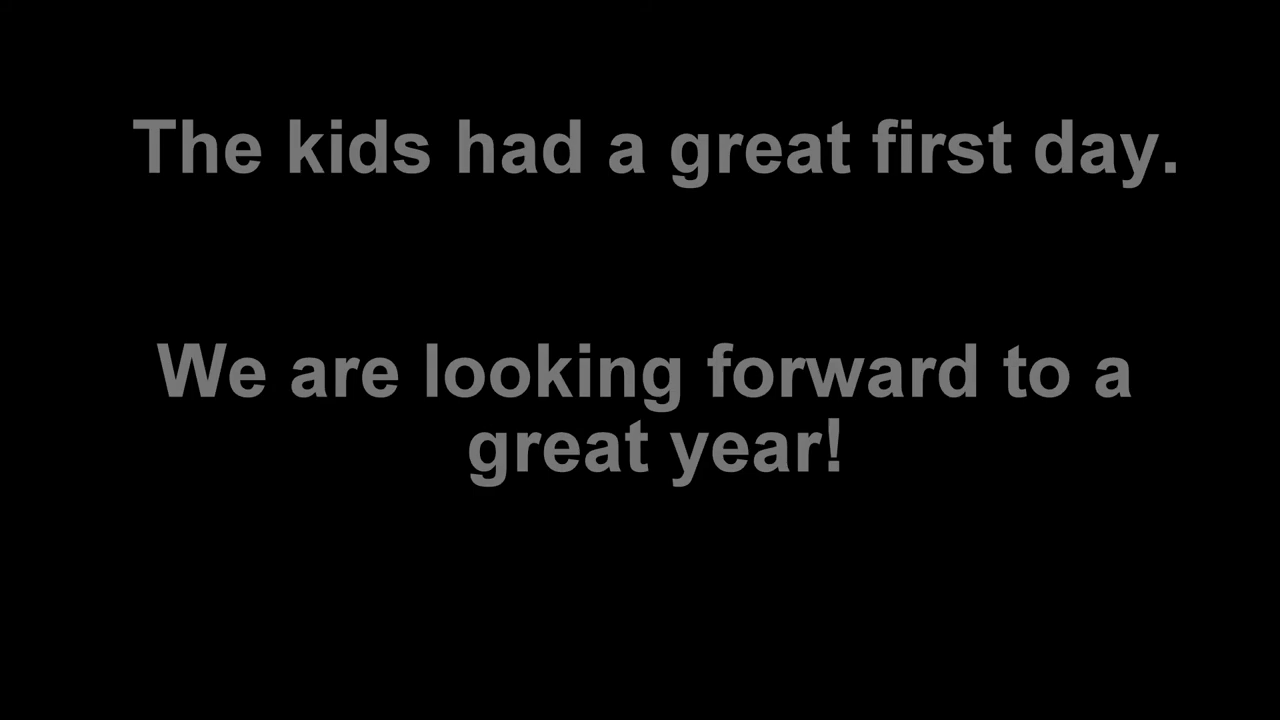 The kids had a great first day.
We are looking forward to a
great year!